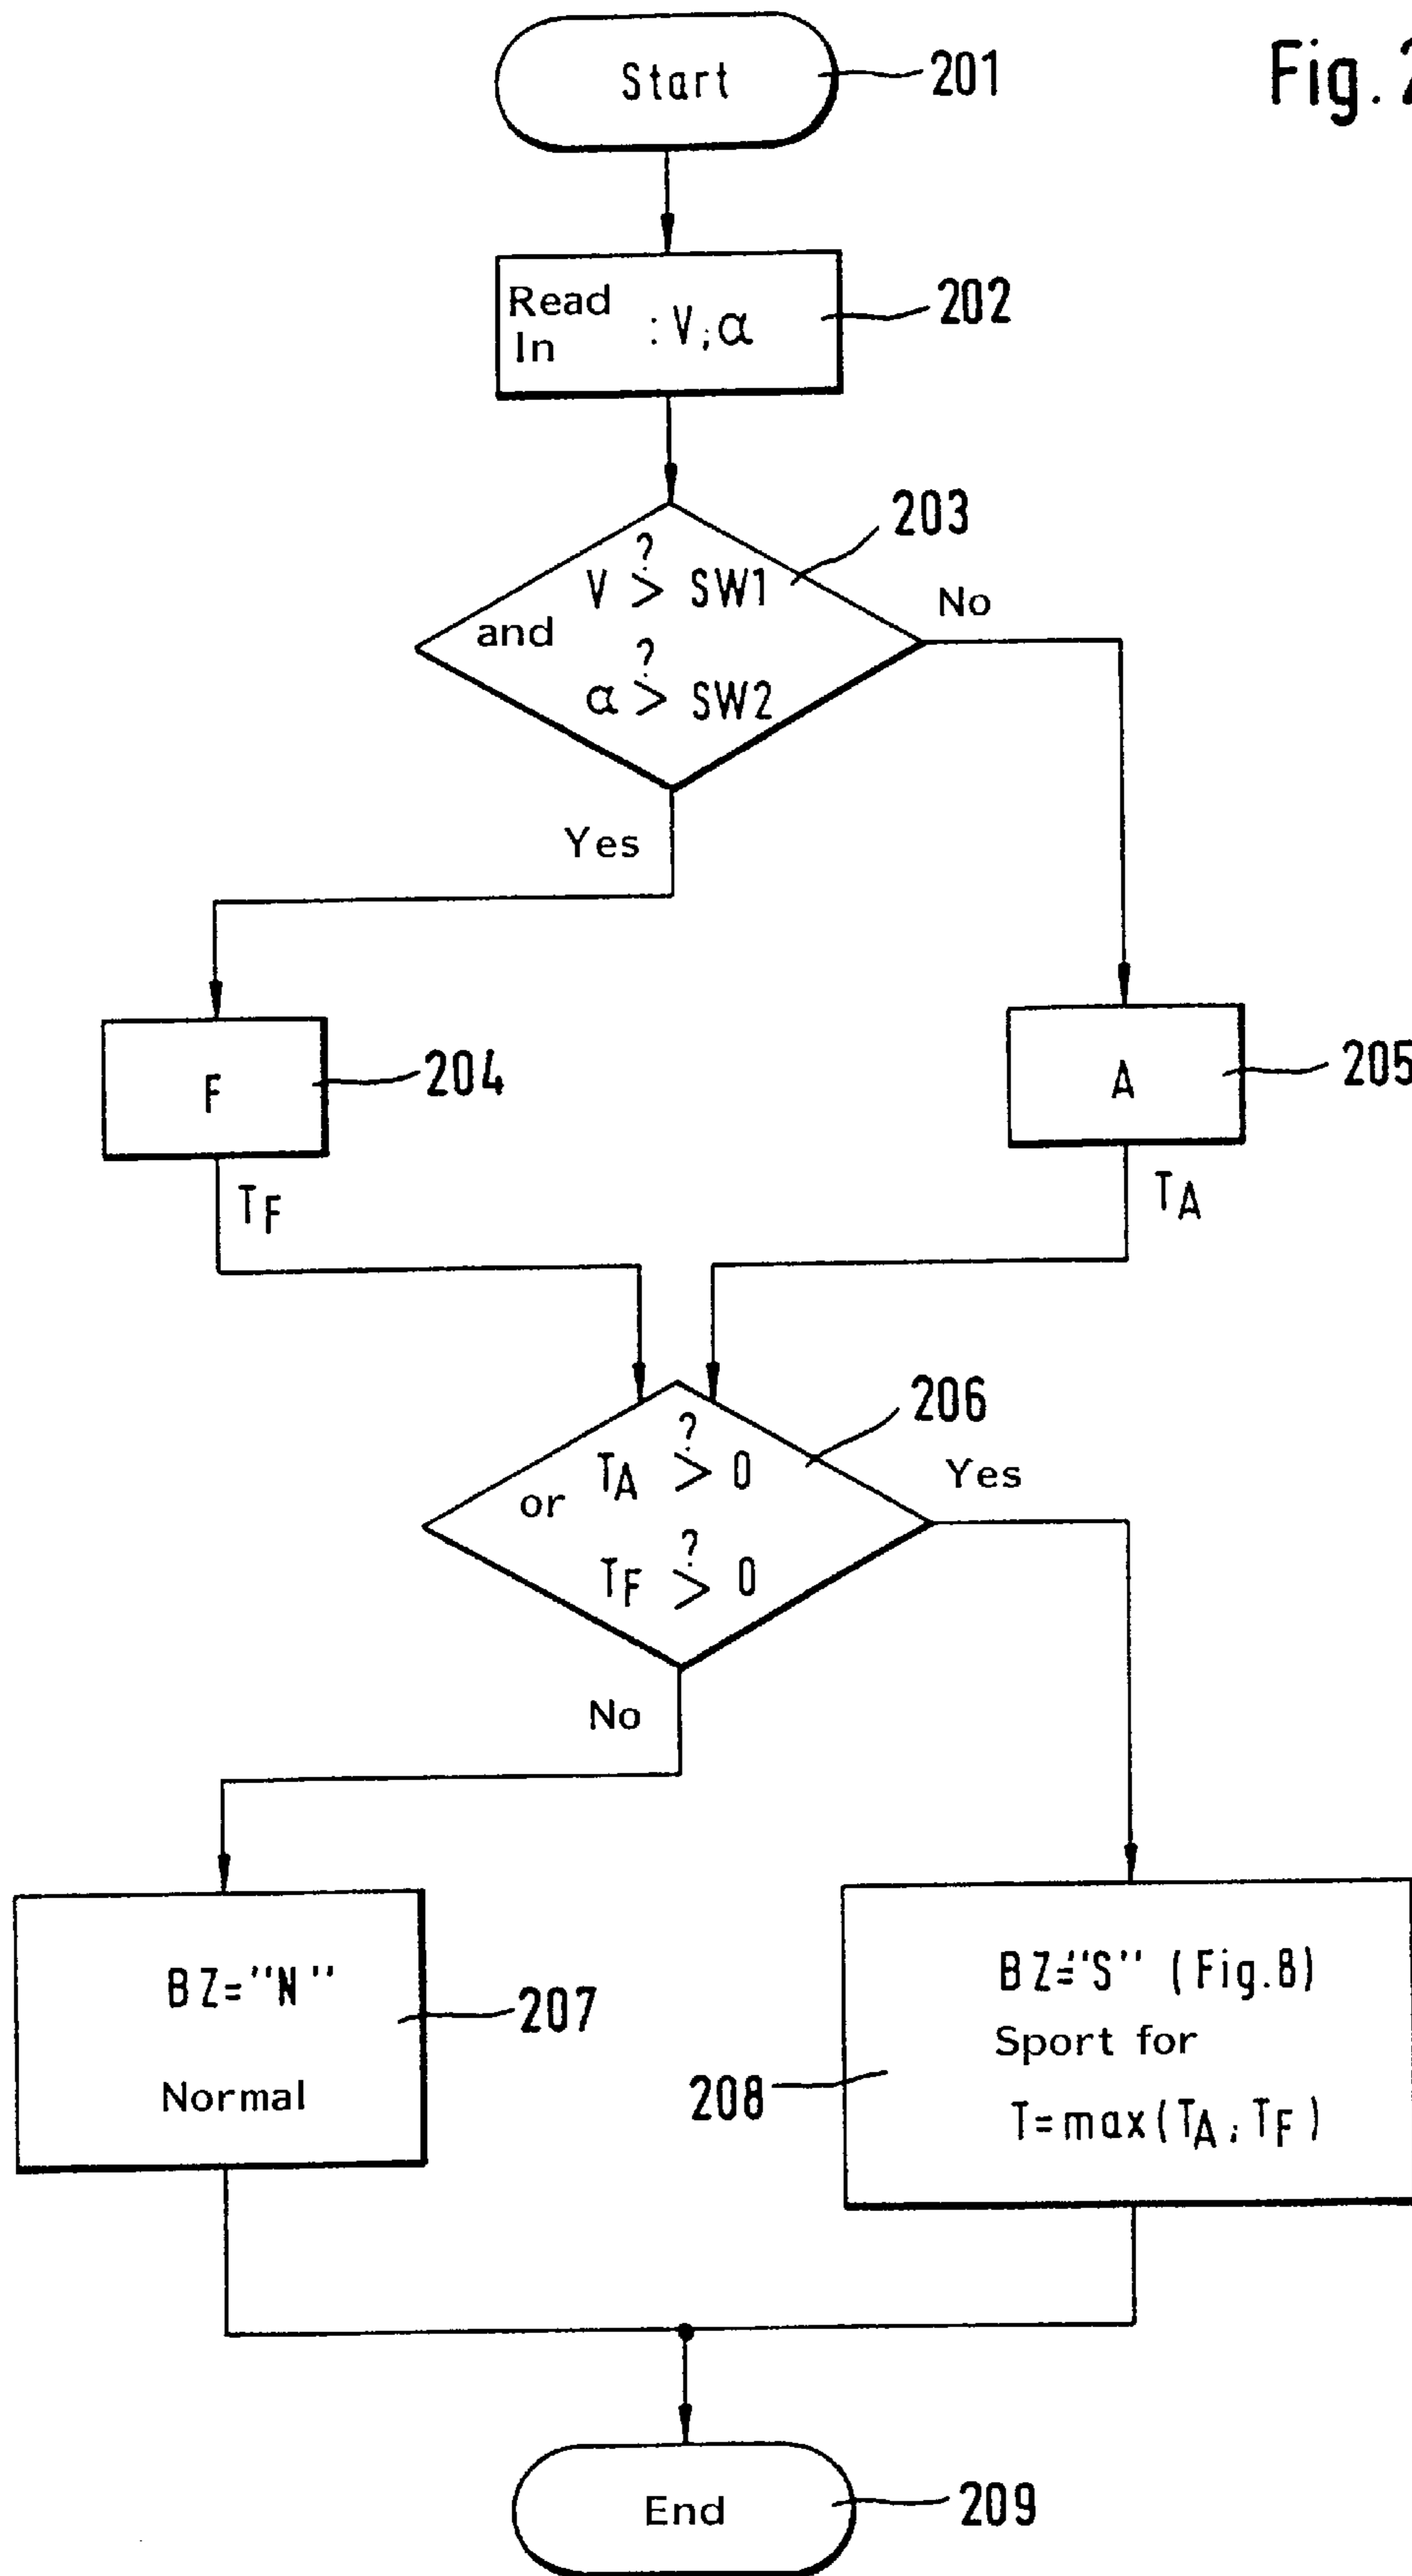 Fig. 2
Start
201
Read
In
: V; α
202
203
?
V > SW1
and
?
α > SW2
No
Yes
F
204
A
205
TF
TA
206
?
TA > 0
or
?
TF > 0
Yes
No
BZ="N"
Normal
207
BZ="S" (Fig.8)
Sport for
T=max(TA; TF)
208
End
209